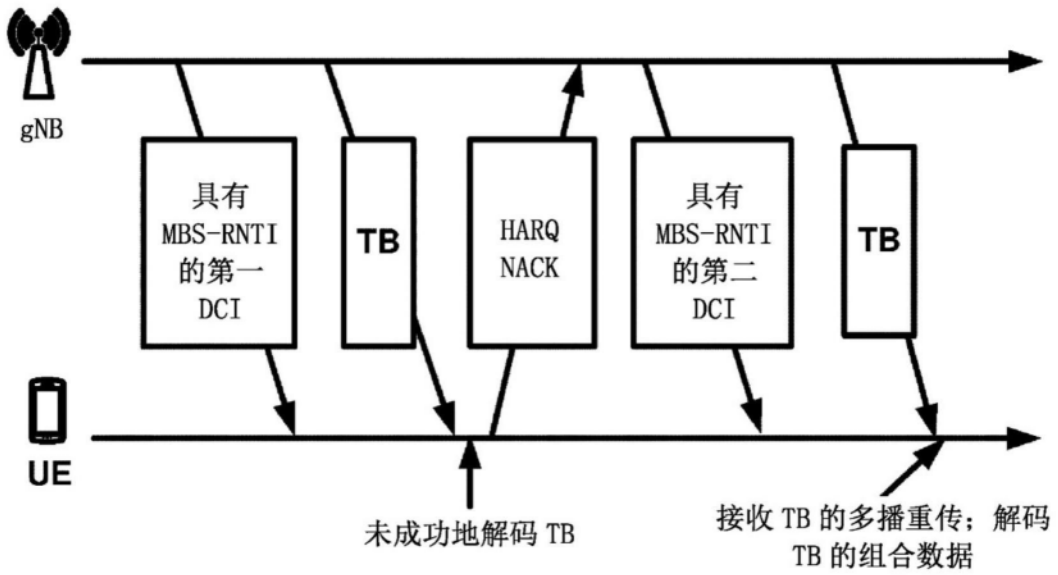 gNB
具有
MBS-RNTI
的第一
DCI
TB
HARQ
NACK
具有
MBS-RNTI
的第二
DCI
TB
UE
未成功地解码 TB
接收 TB 的多播重传；解码
TB 的组合数据